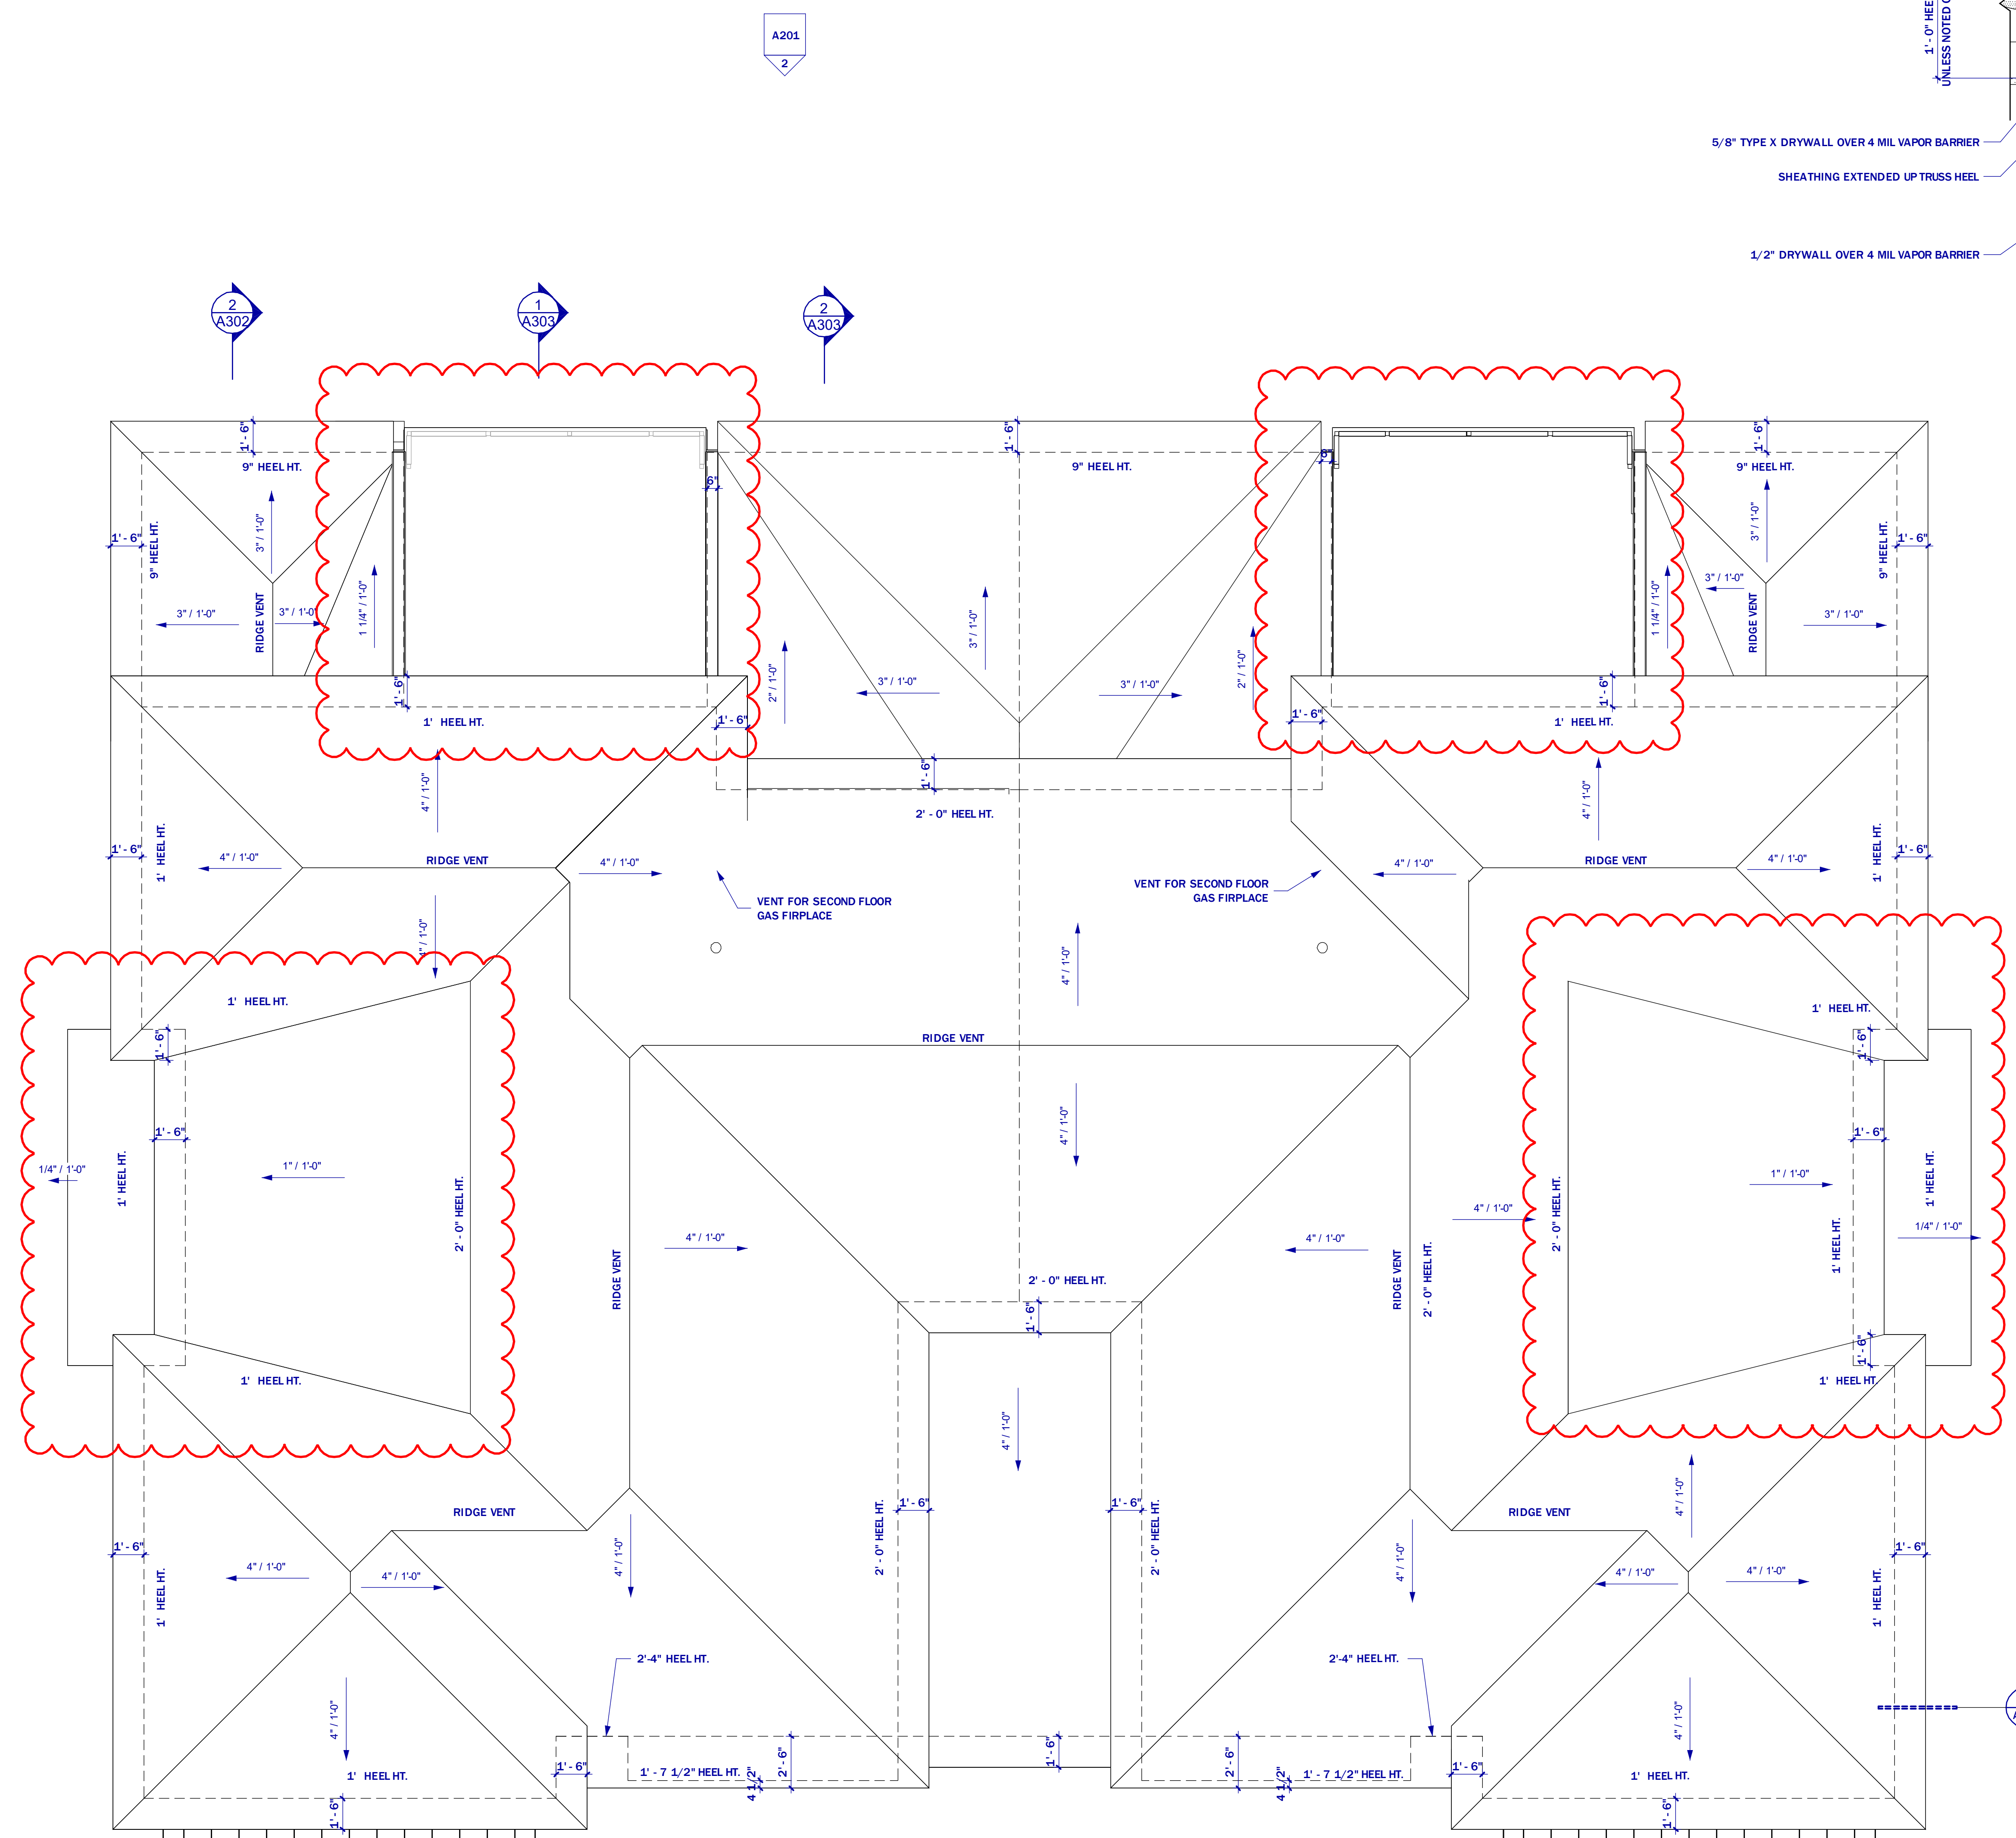 A201
2
1' - 0" HEE
UNLESS NOTED
5/8" TYPE X DRYWALL OVER 4 MIL VAPOR BARRIER
SHEATHING EXTENDED UP TRUSS HEEL
1/2" DRYWALL OVER 4 MIL VAPOR BARRIER
2
A302
1
A303
2
A303
1' - 6"
1' - 6"
1' - 6"
9" HEEL HT.
9" HEEL HT.
9" HEEL HT.
6"
8"
1' - 6"
9" HEEL HT.
3" / 1'-0"
3" / 1'-0"
9" HEEL HT.
1' - 6"
3" / 1'-0"
RIDGE VENT
3" / 1'-0"
1 1/4" / 1'-0"
3" / 1'-0"
1 1/4" / 1'-0"
3" / 1'-0"
RIDGE VENT
3" / 1'-0"
2" / 1'-0"
3" / 1'-0"
3" / 1'-0"
2" / 1'-0"
1' - 6"
1' HEEL HT.
1' - 6"
1' - 6"
1' - 6"
1' HEEL HT.
4" / 1'-0"
1' - 6"
2' - 0" HEEL HT.
4" / 1'-0"
1' - 6"
1' HEEL HT.
4" / 1'-0"
RIDGE VENT
4" / 1'-0"
4" / 1'-0"
RIDGE VENT
4" / 1'-0"
1' HEEL HT.
1' - 6"
VENT FOR SECOND FLOOR
GAS FIRPLACE
VENT FOR SECOND FLOOR
GAS FIRPLACE
4" / 1'-0"
4" / 1'-0"
1' HEEL HT.
1' HEEL HT.
1' - 6"
RIDGE VENT
1' - 6"
1' - 6"
4" / 1'-0"
1' - 6"
1/4" / 1'-0"
1' HEEL HT.
1" / 1'-0"
2' - 0" HEEL HT.
4" / 1'-0"
2' - 0" HEEL HT.
1" / 1'-0"
1' HEEL HT.
1' HEEL HT.
1/4" / 1'-0"
RIDGE VENT
4" / 1'-0"
4" / 1'-0"
RIDGE VENT
2' - 0" HEEL HT.
2' - 0" HEEL HT.
1' - 6"
1' HEEL HT.
1' - 6"
1' HEEL HT.
4" / 1'-0"
RIDGE VENT
1' - 6"
2' - 0" HEEL HT.
1' - 6"
2' - 0" HEEL HT.
RIDGE VENT
4" / 1'-0"
1' - 6"
1' HEEL HT.
4" / 1'-0"
4" / 1'-0"
4" / 1'-0"
4" / 1'-0"
4" / 1'-0"
4" / 1'-0"
1' HEEL HT.
1' - 6"
2'-4" HEEL HT.
2'-4" HEEL HT.
4" / 1'-0"
4" / 1'-0"
1' HEEL HT.
1' - 6"
1' - 7 1/2" HEEL HT.
4 1/2"
2' - 6"
1' - 6"
2' - 6"
4 1/2"
1' - 7 1/2" HEEL HT.
1' - 6"
1' HEEL HT.
1' - 6"
1' - 6"